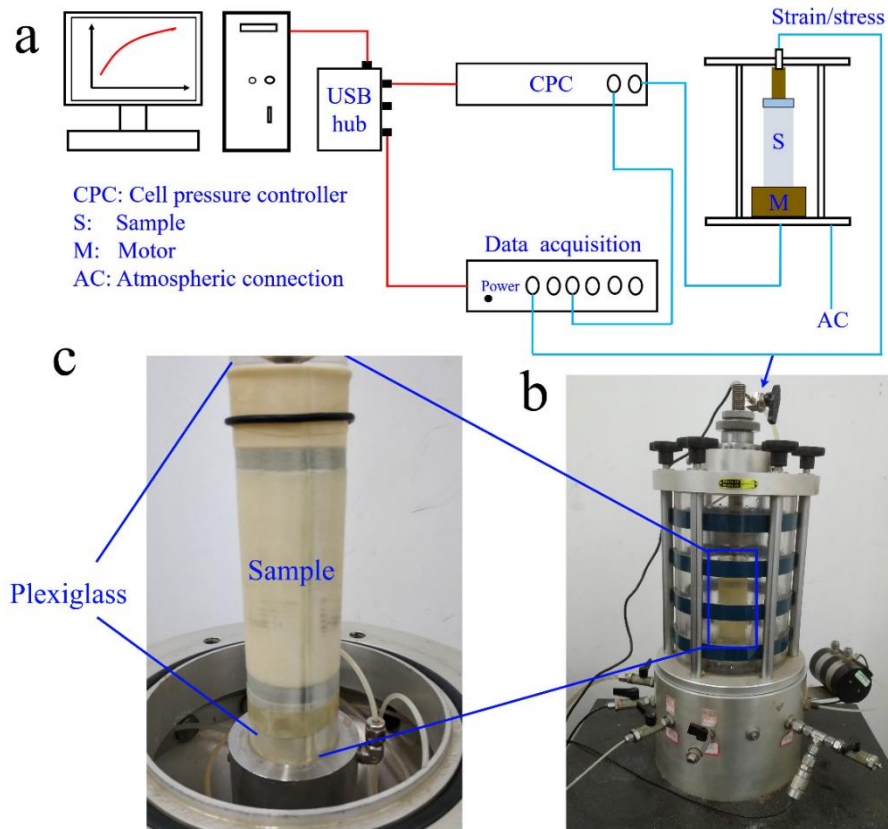 a
Strain/stress
USB
hub
CPC
S
M
CPC: Cell pressure controller
S: Sample
M: Motor
AC: Atmospheric connection
Data acquisition
Power
AC
c
b
Sample
Plexiglass